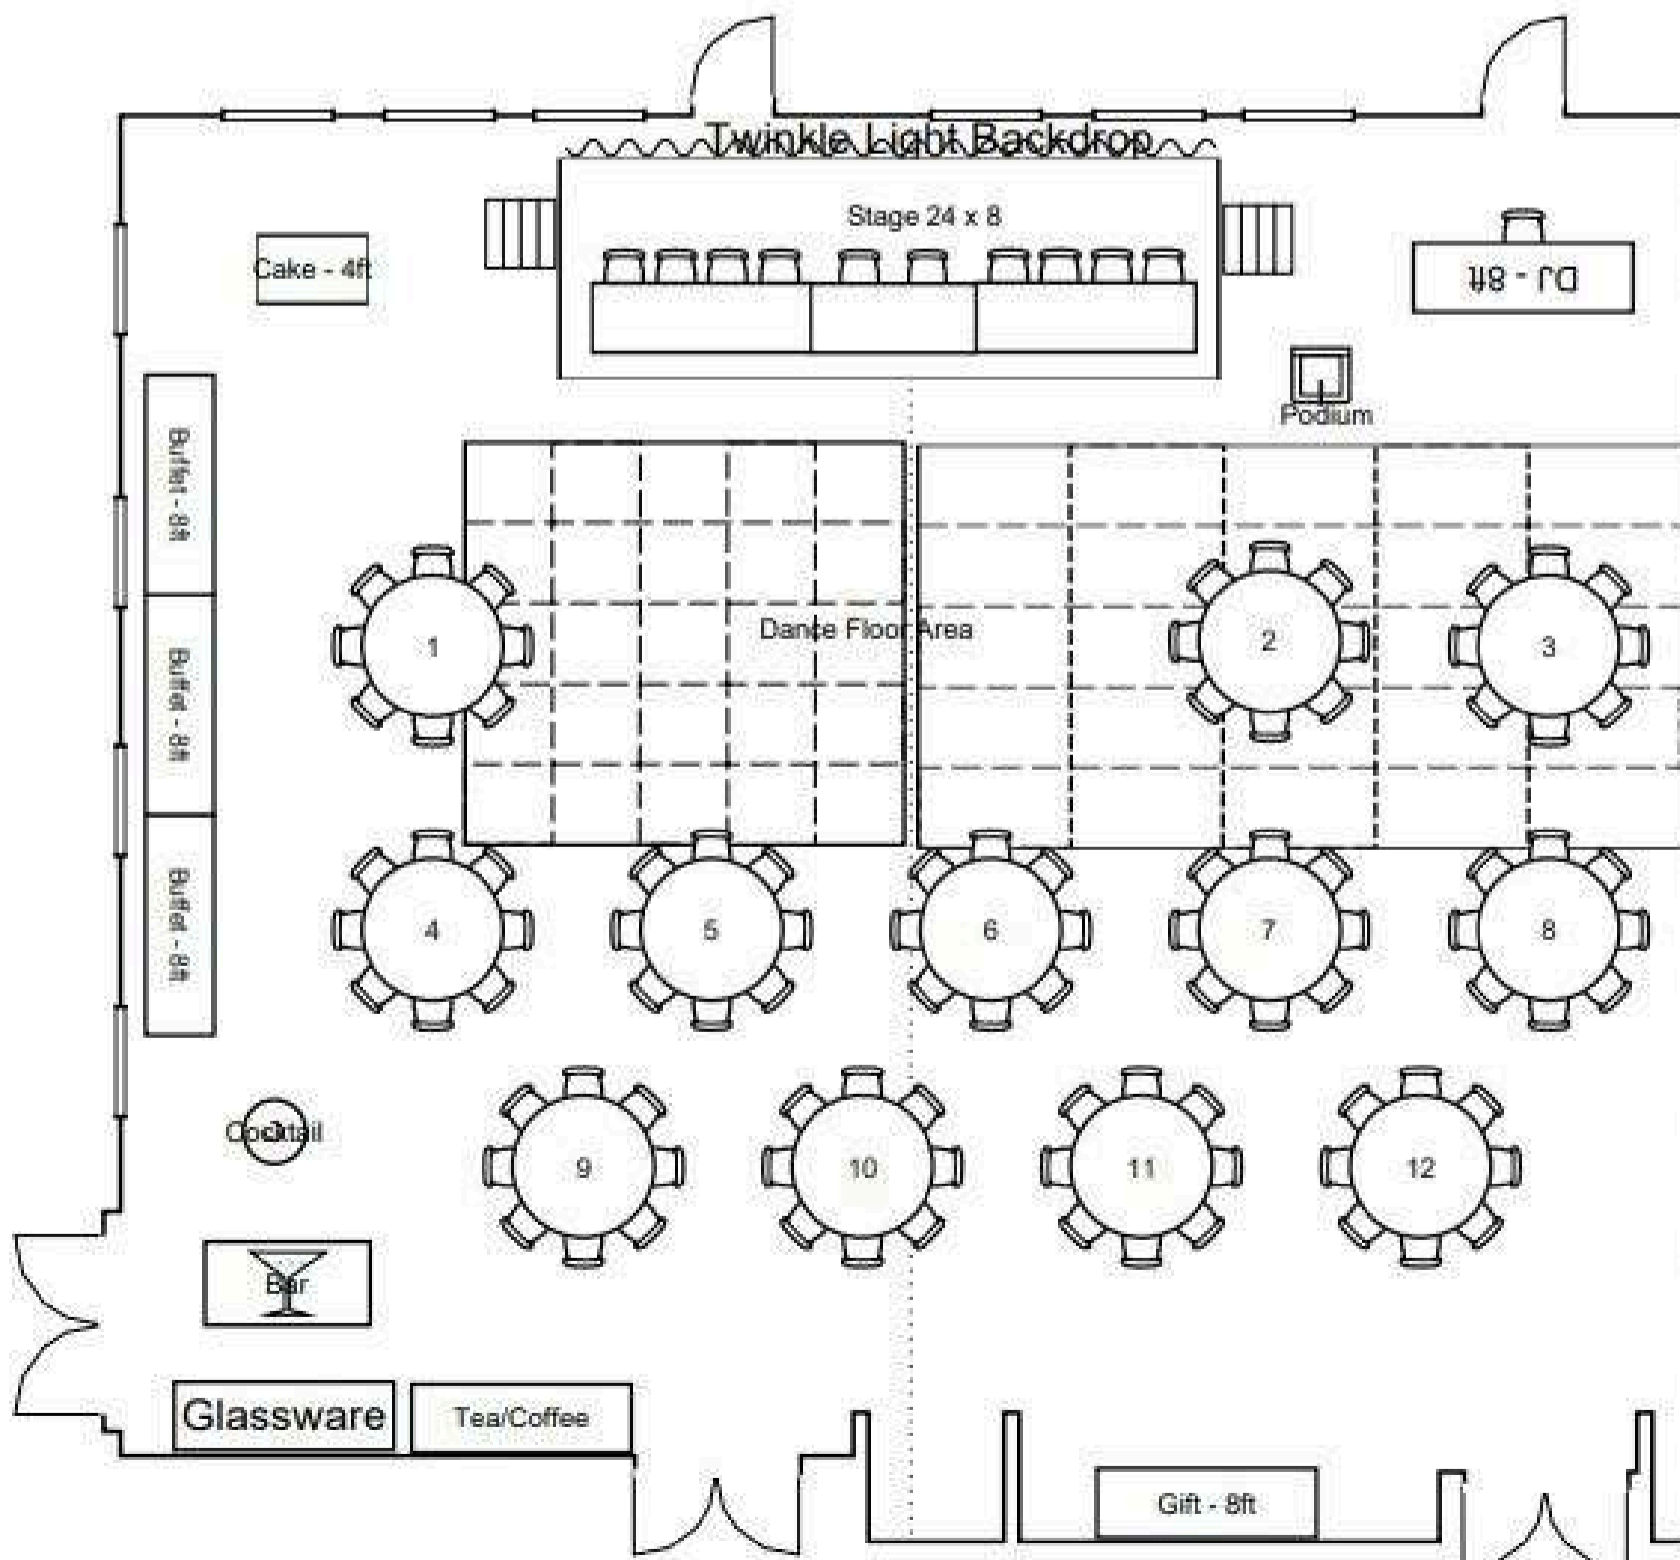 Twinkle Light Backdrop
Stage 24 x 8
Cake - 4ft
DJ - 8ft
Podium
Buffet - 8ft
Buffet - 8ft
Buffet - 8ft
Dance Floor Area
1
2
3
4
5
6
7
8
Cocktail
9
10
11
12
Bar
Glassware
Tea/Coffee
Gift - 8ft